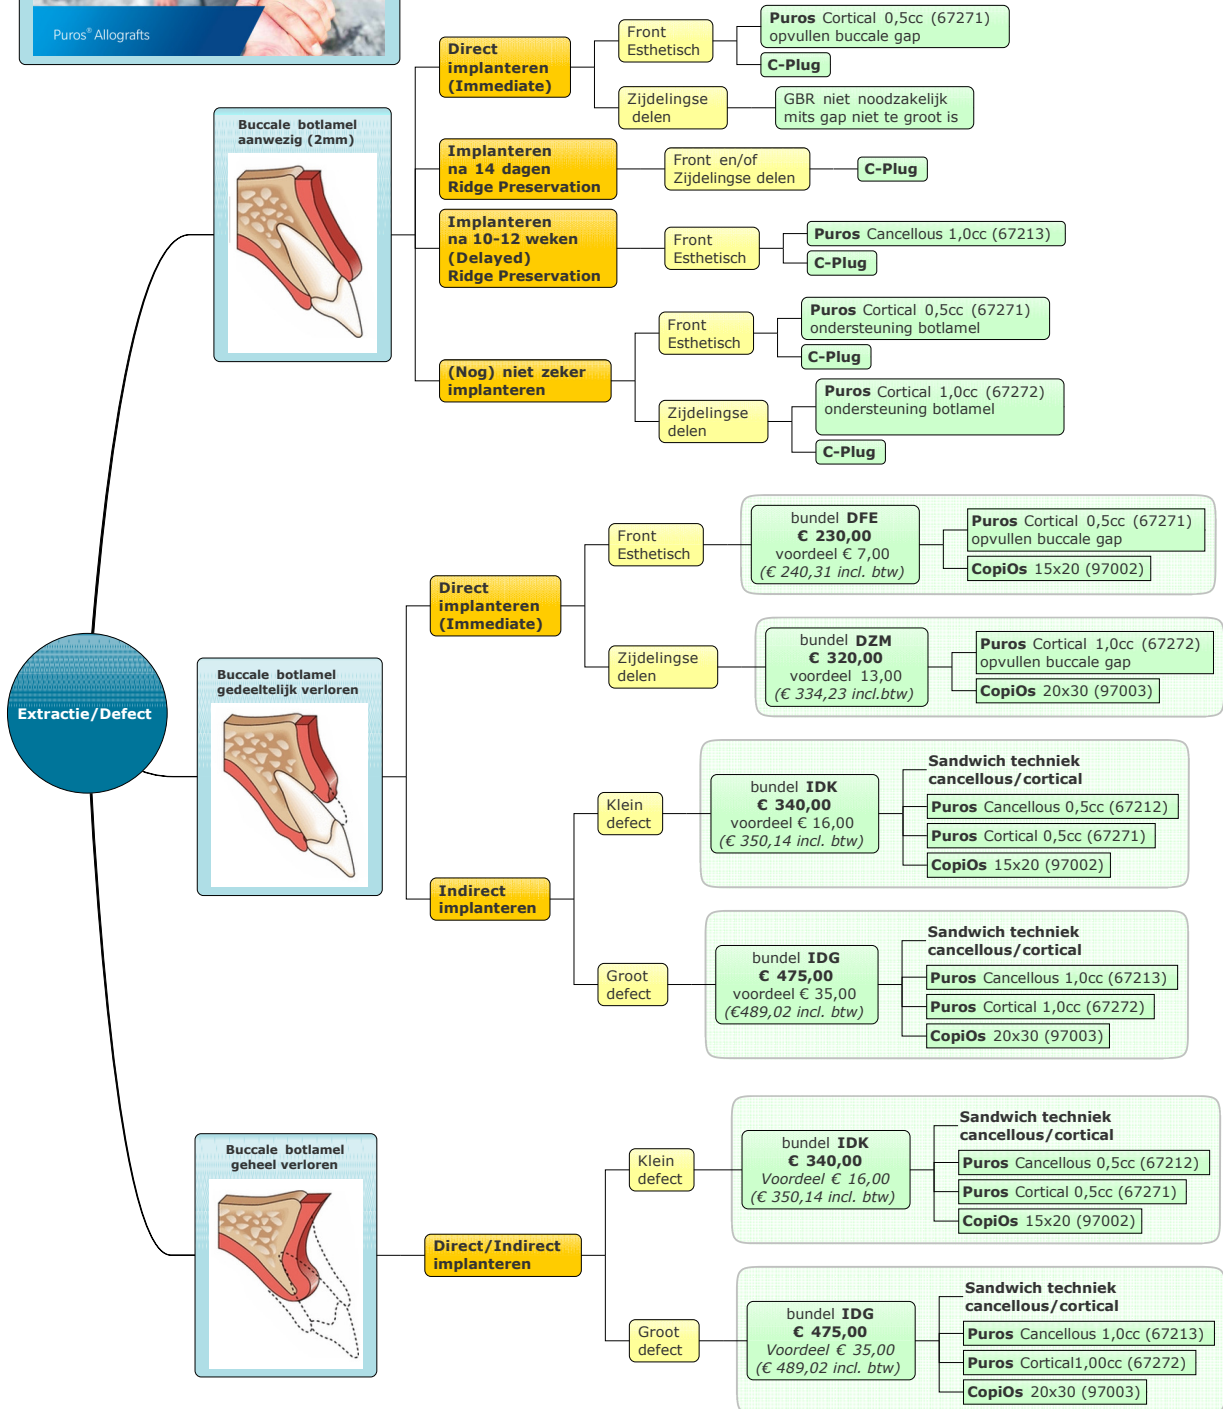 Puros® Allografts
Extractie/Defect
Buccale botlamel
aanwezig (2mm)
Direct
implanteren
(Immediate)
Front
Esthetisch
Puros Cortical 0,5cc (67271)
opvullen buccale gap
C-Plug
Zijdelingse
delen
GBR niet noodzakelijk
mits gap niet te groot is
Implanteren
na 14 dagen
Ridge Preservation
Front en/of
Zijdelingse delen
C-Plug
Implanteren
na 10-12 weken
(Delayed)
Ridge Preservation
Front
Esthetisch
Puros Cancellous 1,0cc (67213)
C-Plug
(Nog) niet zeker
implanteren
Front
Esthetisch
Puros Cortical 0,5cc (67271)
ondersteuning botlamel
C-Plug
Zijdelingse
delen
Puros Cortical 1,0cc (67272)
ondersteuning botlamel
C-Plug
Buccale botlamel
gedeeltelijk verloren
Direct
implanteren
(Immediate)
Front
Esthetisch
bundel DFE
€ 230,00
voordeel € 7,00
(€ 240,31 incl. btw)
Puros Cortical 0,5cc (67271)
opvullen buccale gap
CopiOs 15x20 (97002)
Zijdelingse
delen
bundel DZM
€ 320,00
voordeel 13,00
(€ 334,23 incl.btw)
Puros Cortical 1,0cc (67272)
opvullen buccale gap
CopiOs 20x30 (97003)
Indirect
implanteren
Klein
defect
bundel IDK
€ 340,00
voordeel € 16,00
(€ 350,14 incl. btw)
Sandwich techniek
cancellous/cortical
Puros Cancellous 0,5cc (67212)
Puros Cortical 0,5cc (67271)
CopiOs 15x20 (97002)
Groot
defect
bundel IDG
€ 475,00
voordeel € 35,00
(€489,02 incl. btw)
Sandwich techniek
cancellous/cortical
Puros Cancellous 1,0cc (67213)
Puros Cortical 1,0cc (67272)
CopiOs 20x30 (97003)
Buccale botlamel
geheel verloren
Direct/Indirect
implanteren
Klein
defect
bundel IDK
€ 340,00
Voordeel € 16,00
(€ 350,14 incl. btw)
Sandwich techniek
cancellous/cortical
Puros Cancellous 0,5cc (67212)
Puros Cortical 0,5cc (67271)
CopiOs 15x20 (97002)
Groot
defect
bundel IDG
€ 475,00
Voordeel € 35,00
(€ 489,02 incl. btw)
Sandwich techniek
cancellous/cortical
Puros Cancellous 1,0cc (67213)
Puros Cortical1,00cc (67272)
CopiOs 20x30 (97003)